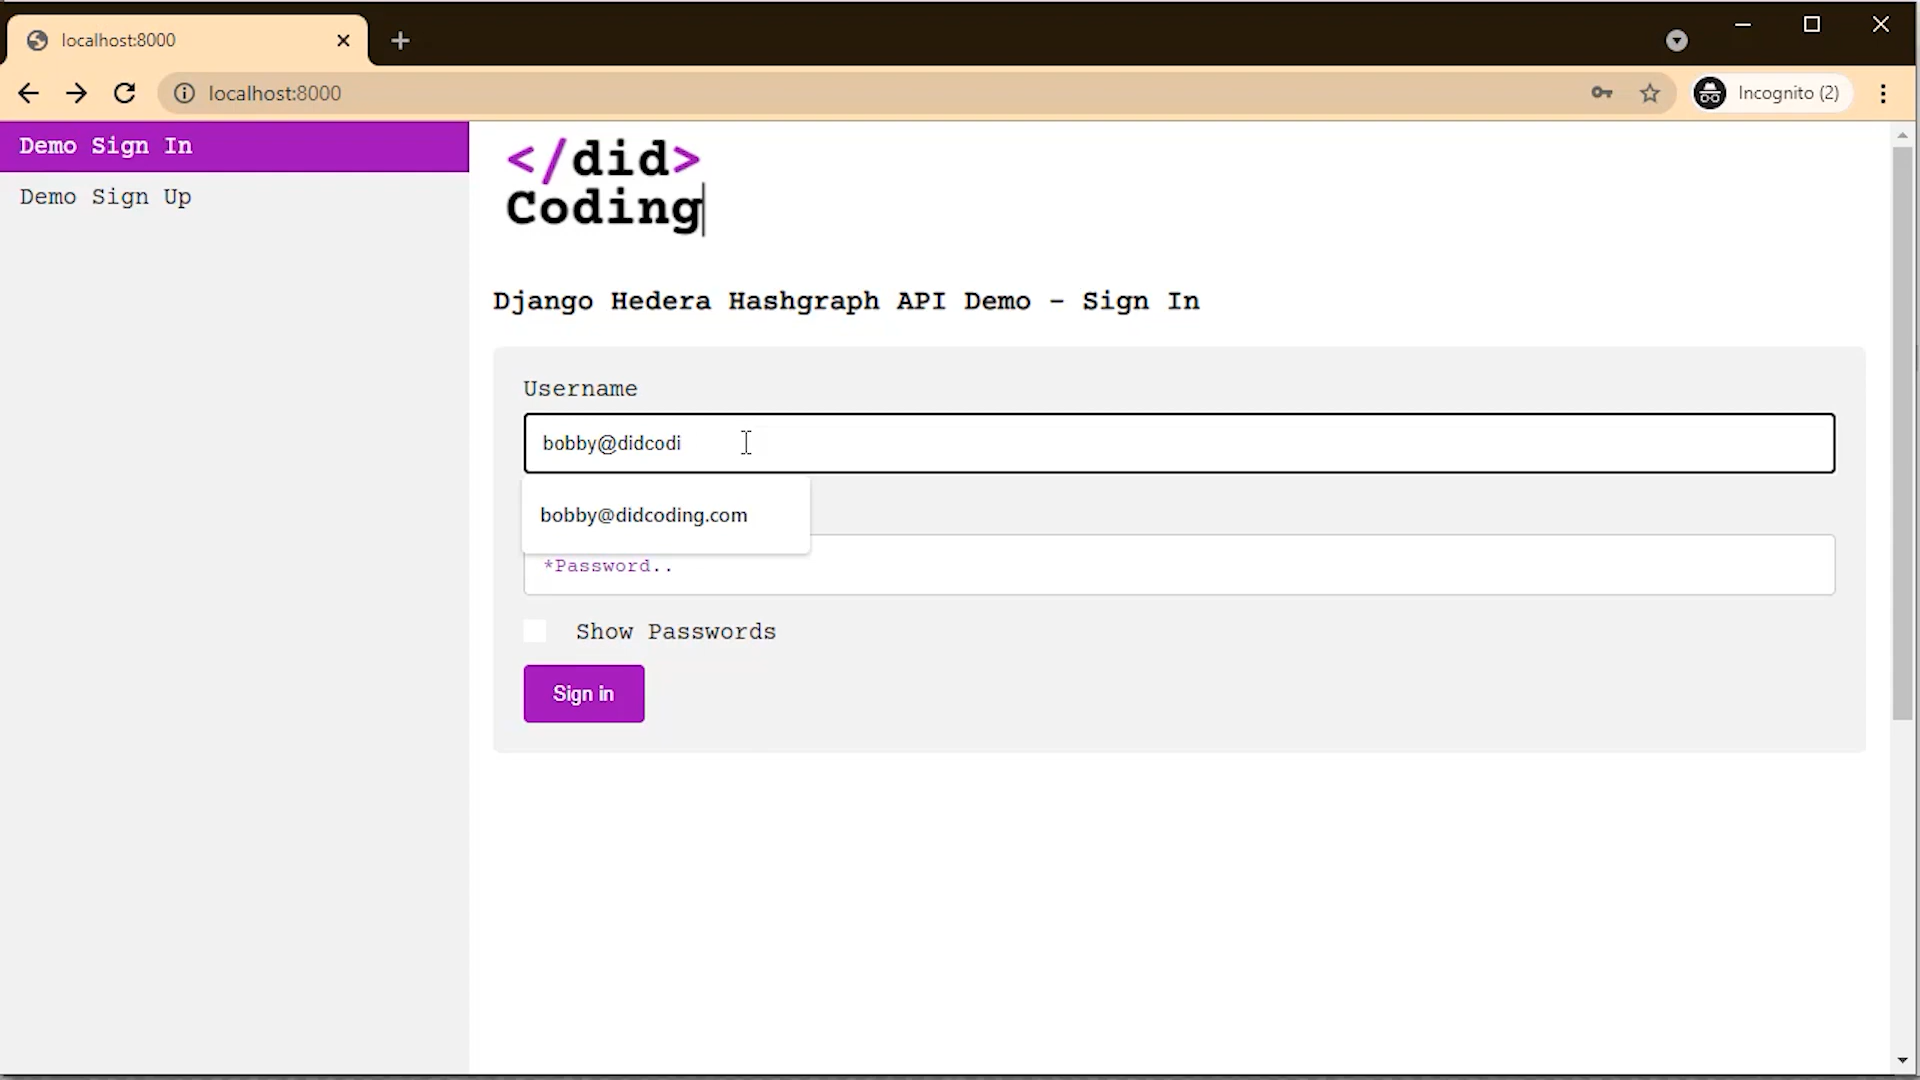 localhost:8000
localhost:8000
Incognito (2)
Demo Sign In
Demo Sign Up
</did>
Coding
Django Hedera Hashgraph API Demo - Sign In
Username
bobby@didcodi
bobby@didcoding.com
*Password..
Show Passwords
Sign in